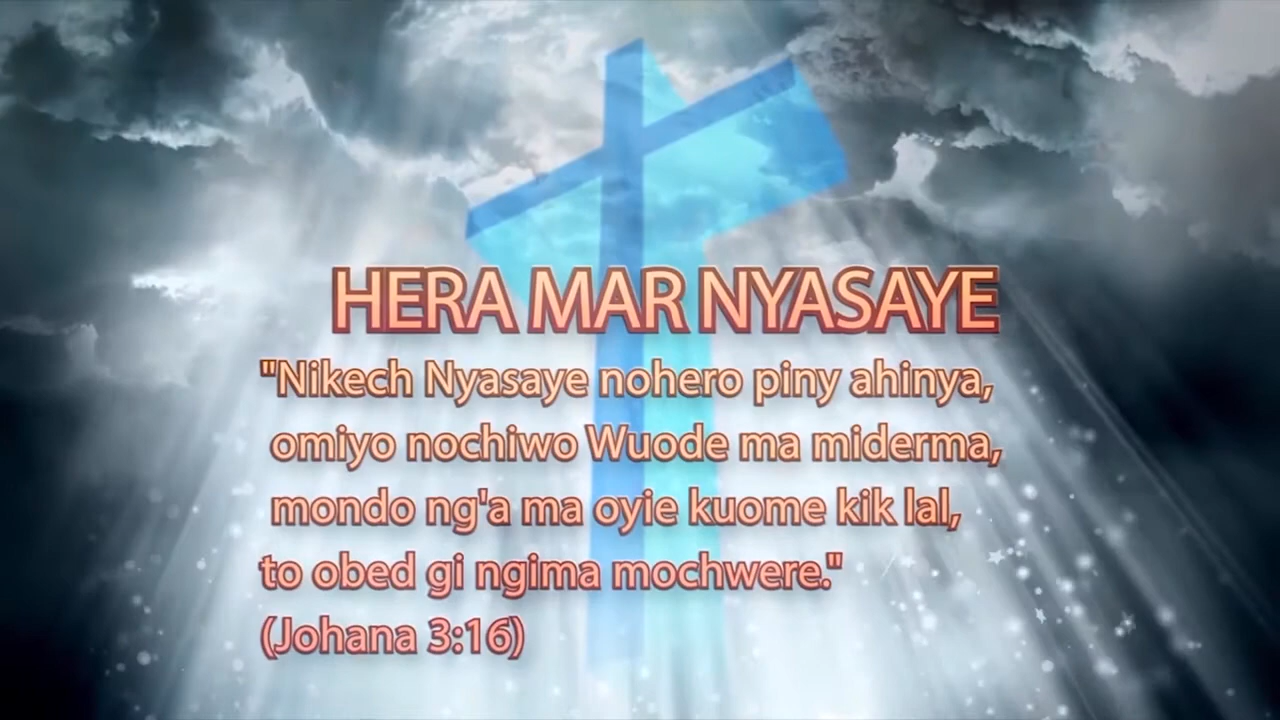 HERA MAR NYASAYE
"Nikech Nyasaye nohero piny ahinya,
omiyo nochiwo Wuode ma miderma,
mondo ng'a ma oyie kuome kik lal,
to obed gi ngima mochwere."
(Johana 3:16)